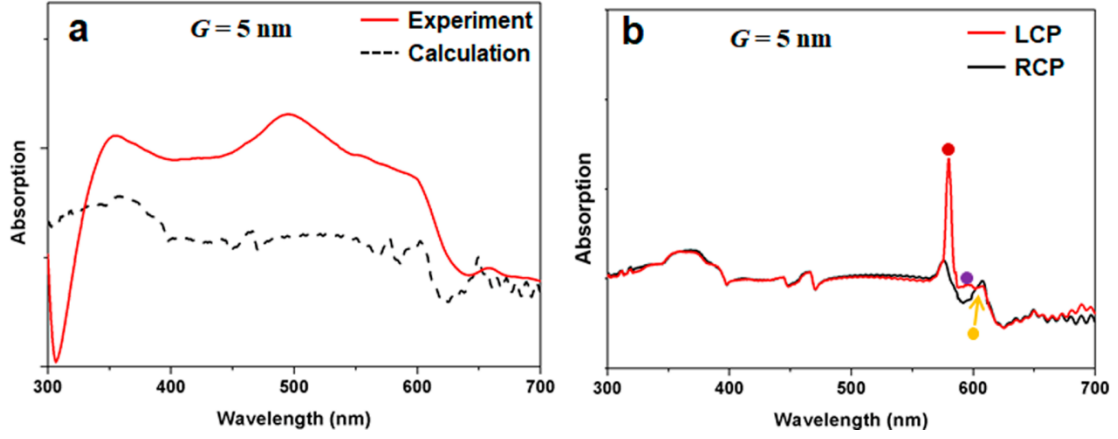 a
G = 5 nm
Experiment
Calculation
Absorption
300 400 500 600 700
Wavelength (nm)
b
G = 5 nm
LCP
RCP
Absorption
300 400 500 600 700
Wavelength (nm)